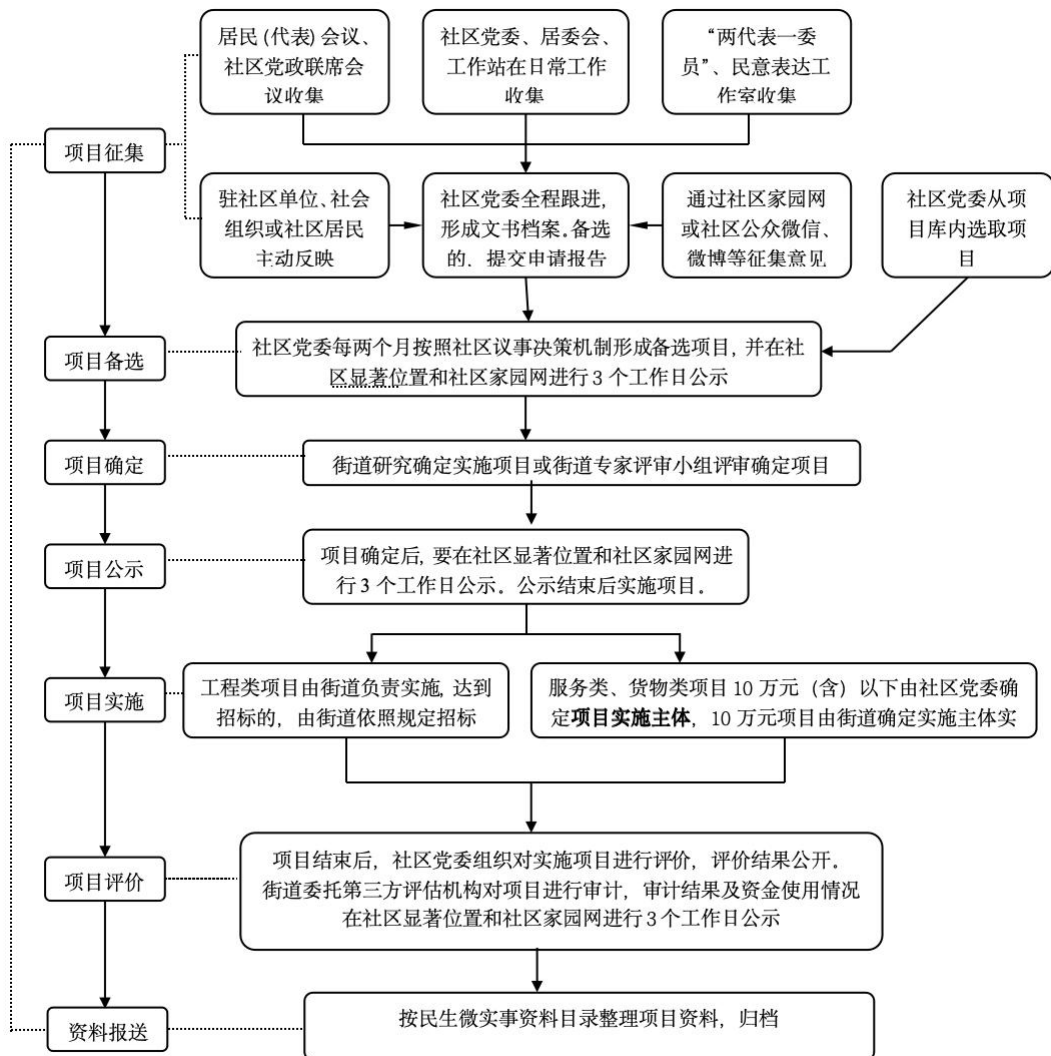 居民(代表)会议、
社区党政联席会
议收集
社区党委、居委会、
工作站在日常工作
收集
“两代表一委
员”、民意表达工
作室收集
项目征集
驻社区单位、社会
组织或社区居民
主动反映
社区党委全程跟进,
形成文书档案。备选
的，提交申请报告
通过社区家园网
或社区公众微信、
微博等征集意见
社区党委从项
目库内选取项
目
项目备选
社区党委每两个月按照社区议事决策机制形成备选项目,并在社
区显著位置和社区家园网进行 3 个工作日公示
项目确定
街道研究确定实施项目或街道专家评审小组评审确定项目
项目公示
项目确定后,要在社区显著位置和社区家园网进
行 3 个工作日公示。公示结束后实施项目。
项目实施
工程类项目由街道负责实施,达到
招标的，由街道依照规定招标
服务类、货物类项目 10 万元（含）以下由社区党委确
定项目实施主体，10 万元项目由街道确定实施主体实
项目评价
项目结束后，社区党委组织对实施项目进行评价，评价结果公开。
街道委托第三方评估机构对项目进行审计，审计结果及资金使用情况
在社区显著位置和社区家园网进行 3 个工作日公示
资料报送
按民生微实事资料目录整理项目资料，归档